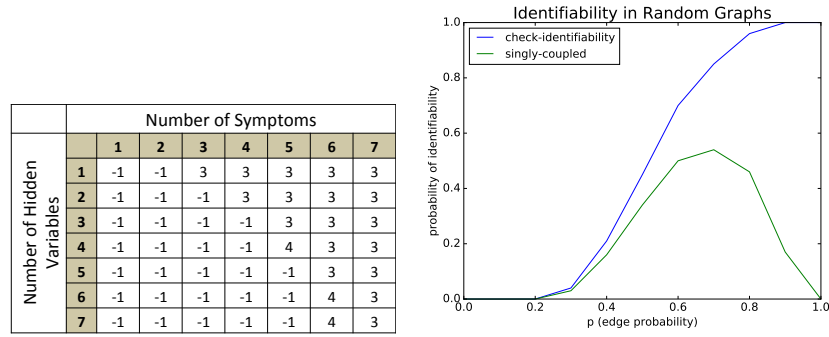 Number of Symptoms
1 2 3 4 5 6 7
Number of Hidden
Variables
1 -1 -1 3 3 3 3 3
2 -1 -1 -1 3 3 3 3
3 -1 -1 -1 -1 3 3 3
4 -1 -1 -1 -1 4 3 3
5 -1 -1 -1 -1 -1 3 3
6 -1 -1 -1 -1 -1 4 3
7 -1 -1 -1 -1 -1 4 3
Identifiability in Random Graphs
check-identifiability
singly-coupled
probability of identifiability
1.0
0.8
0.6
0.4
0.2
0.0
0.0 0.2 0.4 0.6 0.8 1.0
p (edge probability)